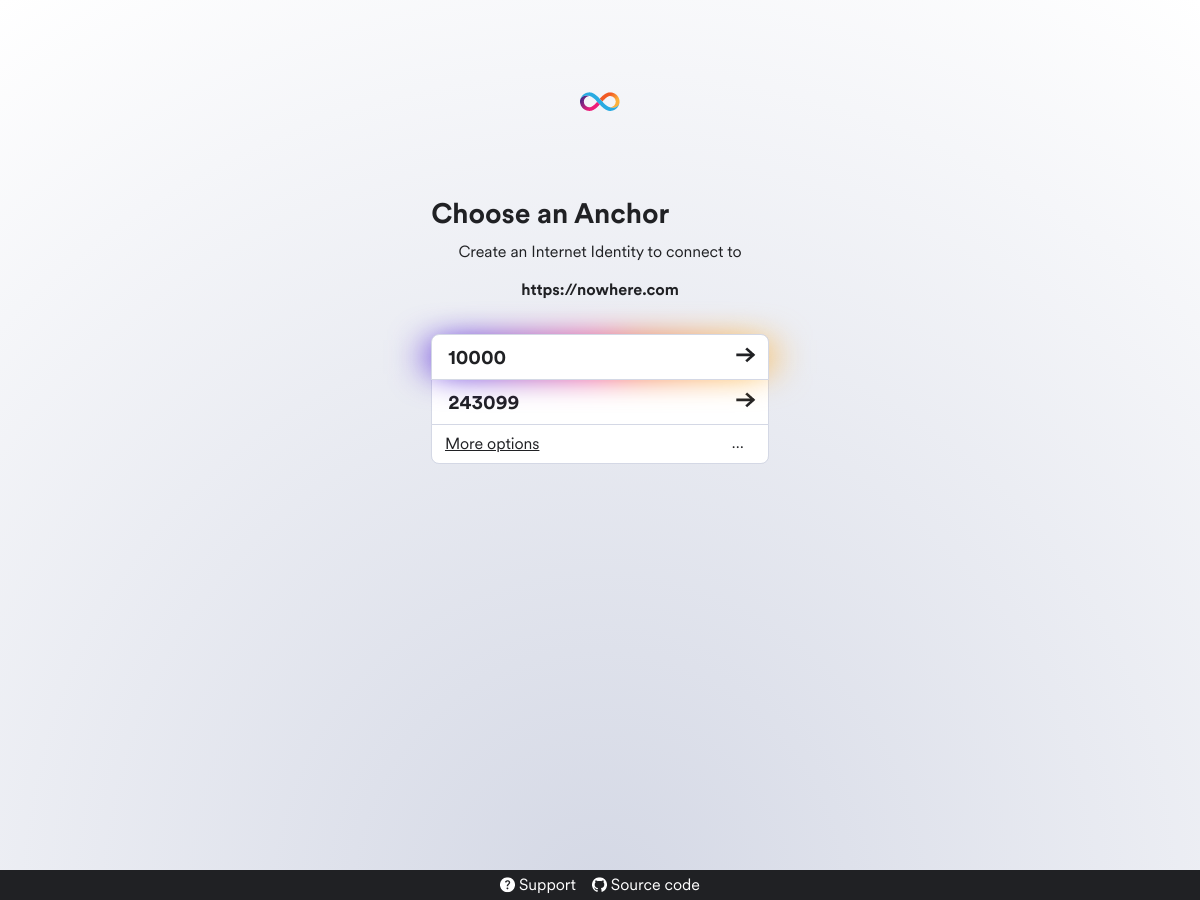 Choose an Anchor
Create an Internet Identity to connect to
https://nowhere.com
10000
243099
More options ...
Support Source code